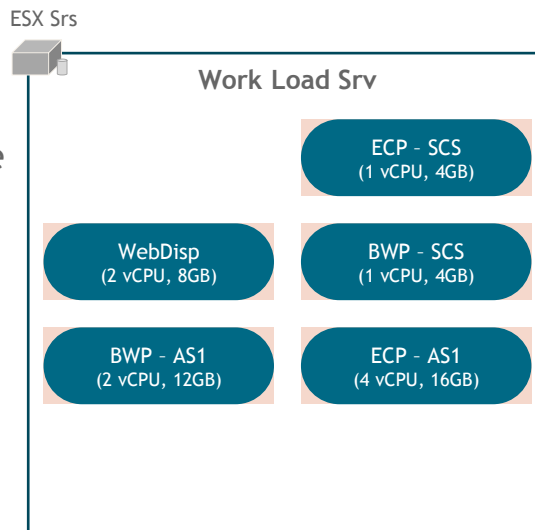 ESX Srs
Work Load Srv
e
ECP – SCS
(1 vCPU, 4GB)
WebDisp
(2 vCPU, 8GB)
BWP – SCS
(1 vCPU, 4GB)
BWP – AS1
(2 vCPU, 12GB)
ECP – AS1
(4 vCPU, 16GB)